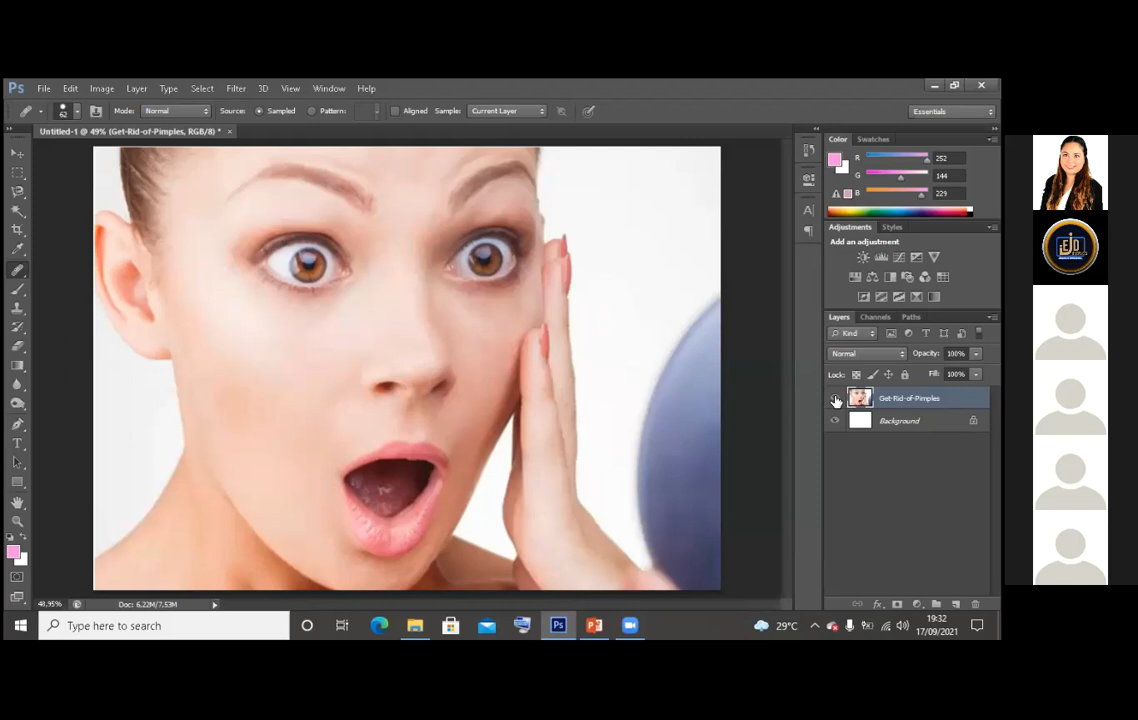 Ps File Edit Image Layer Type Select Filter 3D View Window Help
62 Mode: Normal Source: Sampled Pattern: Aligned Sample: Current Layer Essentials
Untitled-1 @ 49% (Get-Rid-of-Pimples, RGB/8) * ×
Color Swatches
R 252
G 144
B 229
Adjustments Styles
Add an adjustment
Layers Channels Paths
Kind
Normal Opacity: 100%
Lock: Fill: 100%
Get-Rid-of-Pimples
Background
48,95% Doc: 6,22M/7,53M
Type here to search
29°C
19:32
17/09/2021